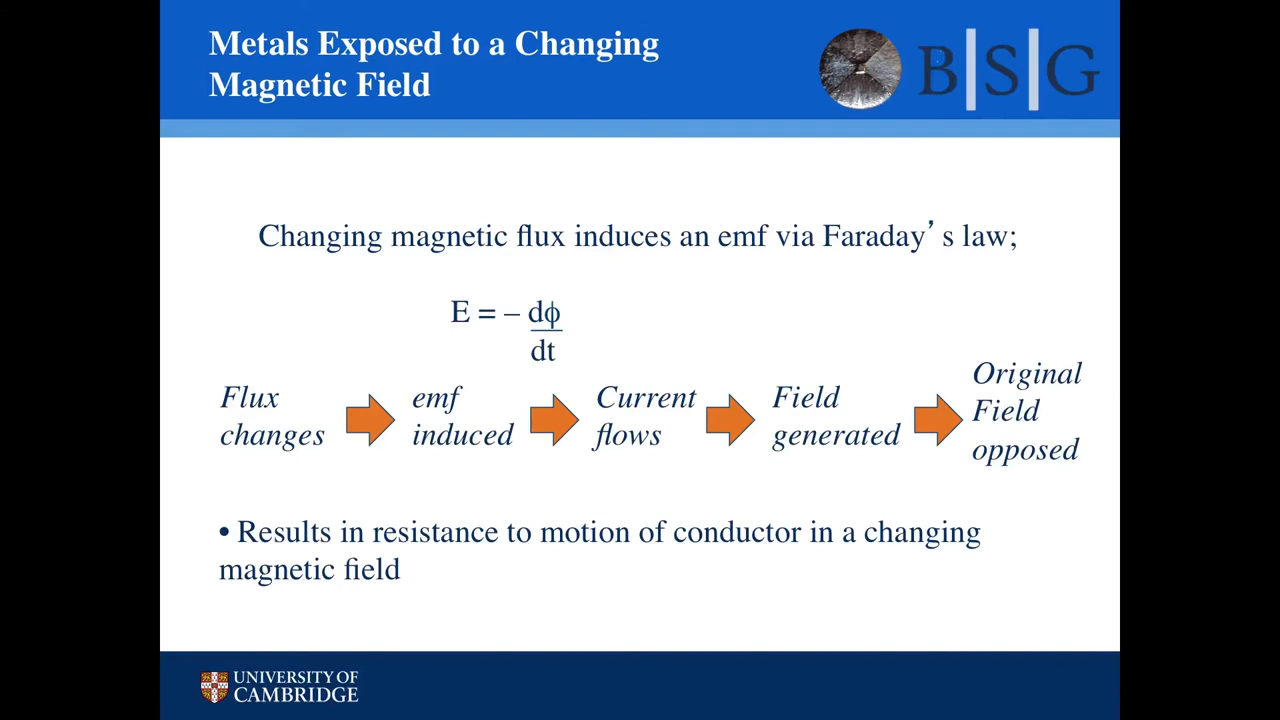 Metals Exposed to a Changing
Magnetic Field
B|S|G
Changing magnetic flux induces an emf via Faraday’s law;
E = – dϕ
dt
Flux
changes
emf
induced
Current
flows
Field
generated
Original
Field
opposed
• Results in resistance to motion of conductor in a changing
magnetic field
UNIVERSITY OF
CAMBRIDGE